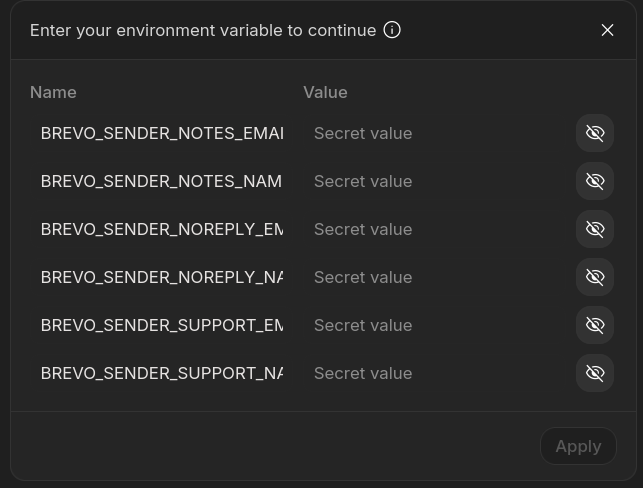 Enter your environment variable to continue
Name Value
BREVO_SENDER_NOTES_EMAI Secret value
BREVO_SENDER_NOTES_NAM Secret value
BREVO_SENDER_NOREPLY_EM Secret value
BREVO_SENDER_NOREPLY_NA Secret value
BREVO_SENDER_SUPPORT_EM Secret value
BREVO_SENDER_SUPPORT_NA Secret value
Apply